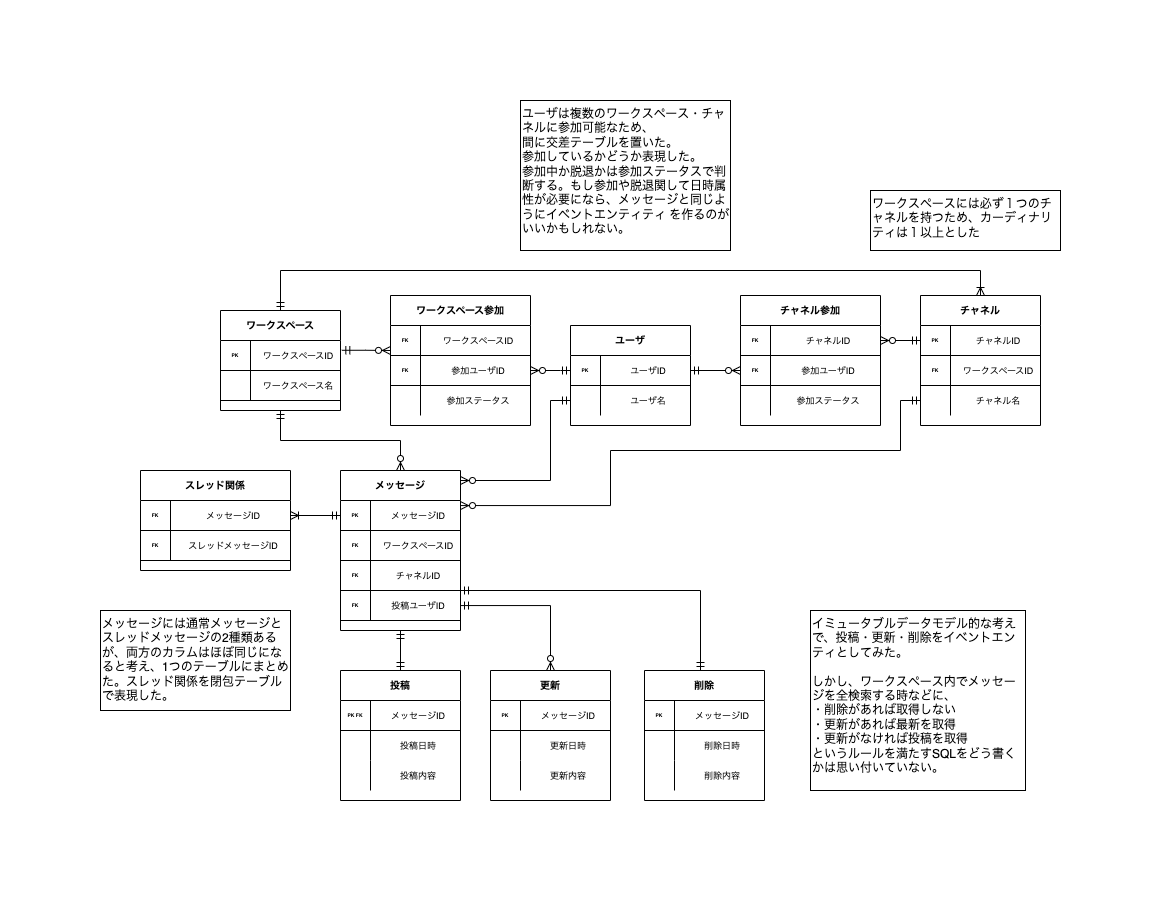 ユーザは複数のワークスペース・チャ
ネルに参加可能なため、
間に交差テーブルを置いた。
参加しているかどうか表現した。
参加中か脱退かは参加ステータスで判
断する。もし参加や脱退関して日時属
性が必要になら、メッセージと同じよ
うにイベントエンティティ を作るのが
いいかもしれない。
ワークスペースには必ず１つのチ
ャネルを持つため、カーディナリ
ティは１以上とした
ワークスペース
PK ワークスペースID
ワークスペース名
ワークスペース参加
FK ワークスペースID
FK 参加ユーザID
参加ステータス
ユーザ
PK ユーザID
ユーザ名
チャネル参加
FK チャネルID
FK 参加ユーザID
参加ステータス
チャネル
PK チャネルID
FK ワークスペースID
チャネル名
スレッド関係
FK メッセージID
FK スレッドメッセージID
メッセージ
PK メッセージID
FK ワークスペースID
FK チャネルID
FK 投稿ユーザID
メッセージには通常メッセージと
スレッドメッセージの2種類ある
が、両方のカラムはほぼ同じにな
ると考え、1つのテーブルにまとめ
た。スレッド関係を閉包テーブル
で表現した。
投稿
PK FK メッセージID
投稿日時
投稿内容
更新
PK メッセージID
更新日時
更新内容
削除
PK メッセージID
削除日時
削除内容
イミュータブルデータモデル的な考え
で、投稿・更新・削除をイベントエン
ティとしてみた。
しかし、ワークスペース内でメッセー
ジを全検索する時などに、
・削除があれば取得しない
・更新があれば最新を取得
・更新がなければ投稿を取得
というルールを満たすSQLをどう書く
かは思い付いていない。